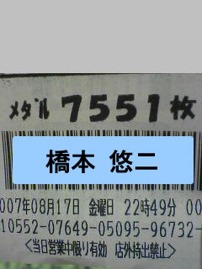 メダル 7551枚
橋本 悠二
007年08月17日 金曜日 22時49分 00
10552-07649-05095-96732-
<当日営業中限り有効 店外持出禁止>